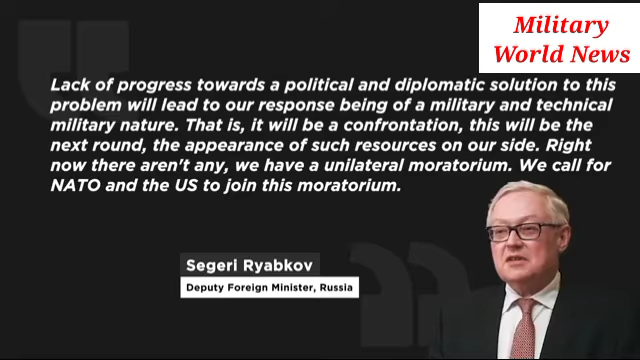 Military
World News
Lack of progress towards a political and diplomatic solution to this
problem will lead to our response being of a military and technical
military nature. That is, it will be a confrontation, this will be the
next round, the appearance of such resources on our side. Right
now there aren't any, we have a unilateral moratorium. We call for
NATO and the US to join this moratorium.
Segeri Ryabkov
Deputy Foreign Minister, Russia